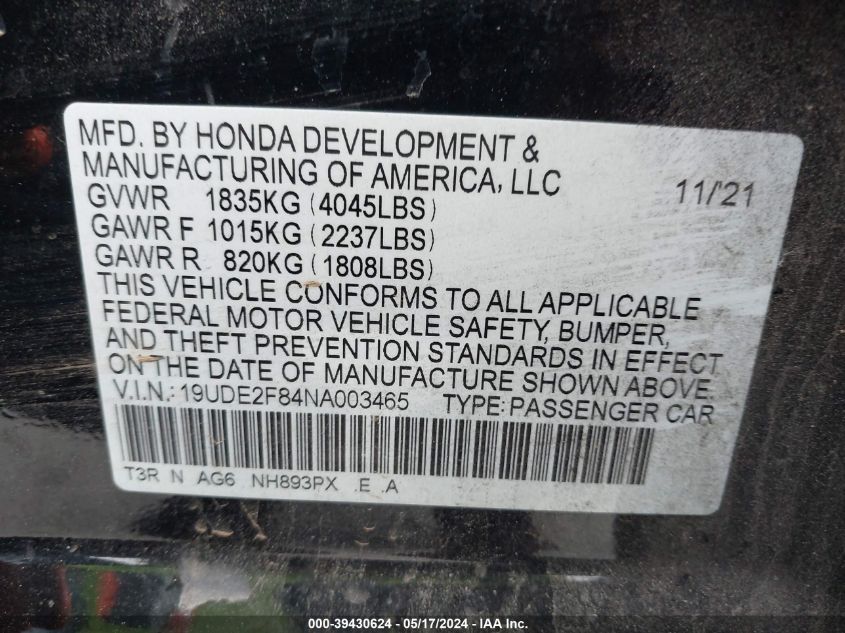 MFD. BY HONDA DEVELOPMENT &
MANUFACTURING OF AMERICA, LLC 11/'21
GVWR 1835KG (4045LBS)
GAWR F 1015KG (2237LBS)
GAWR R 820KG (1808LBS)
THIS VEHICLE CONFORMS TO ALL APPLICABLE
FEDERAL MOTOR VEHICLE SAFETY, BUMPER,
AND THEFT PREVENTION STANDARDS IN EFFECT
ON THE DATE OF MANUFACTURE SHOWN ABOVE.
V.I.N.: 19UDE2F84NA003465 TYPE: PASSENGER CAR
T3R N AG6 NH893PX .E .A
000-39430624 - 05/17/2024 - IAA Inc.